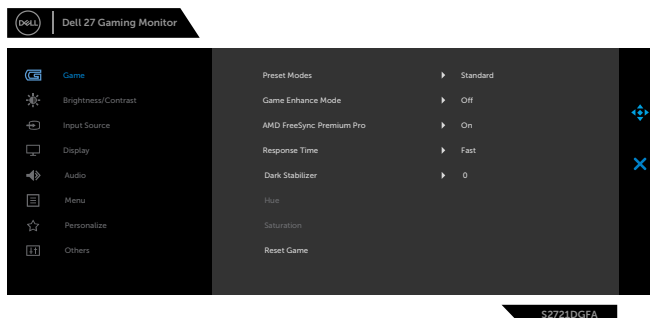 DELL
Dell 27 Gaming Monitor
Game
Brightness/Contrast
Input Source
Display
Audio
Menu
Personalize
Others
Preset Modes Standard
Game Enhance Mode Off
AMD FreeSync Premium Pro On
Response Time Fast
Dark Stabilizer 0
Hue
Saturation
Reset Game
S2721DGFA